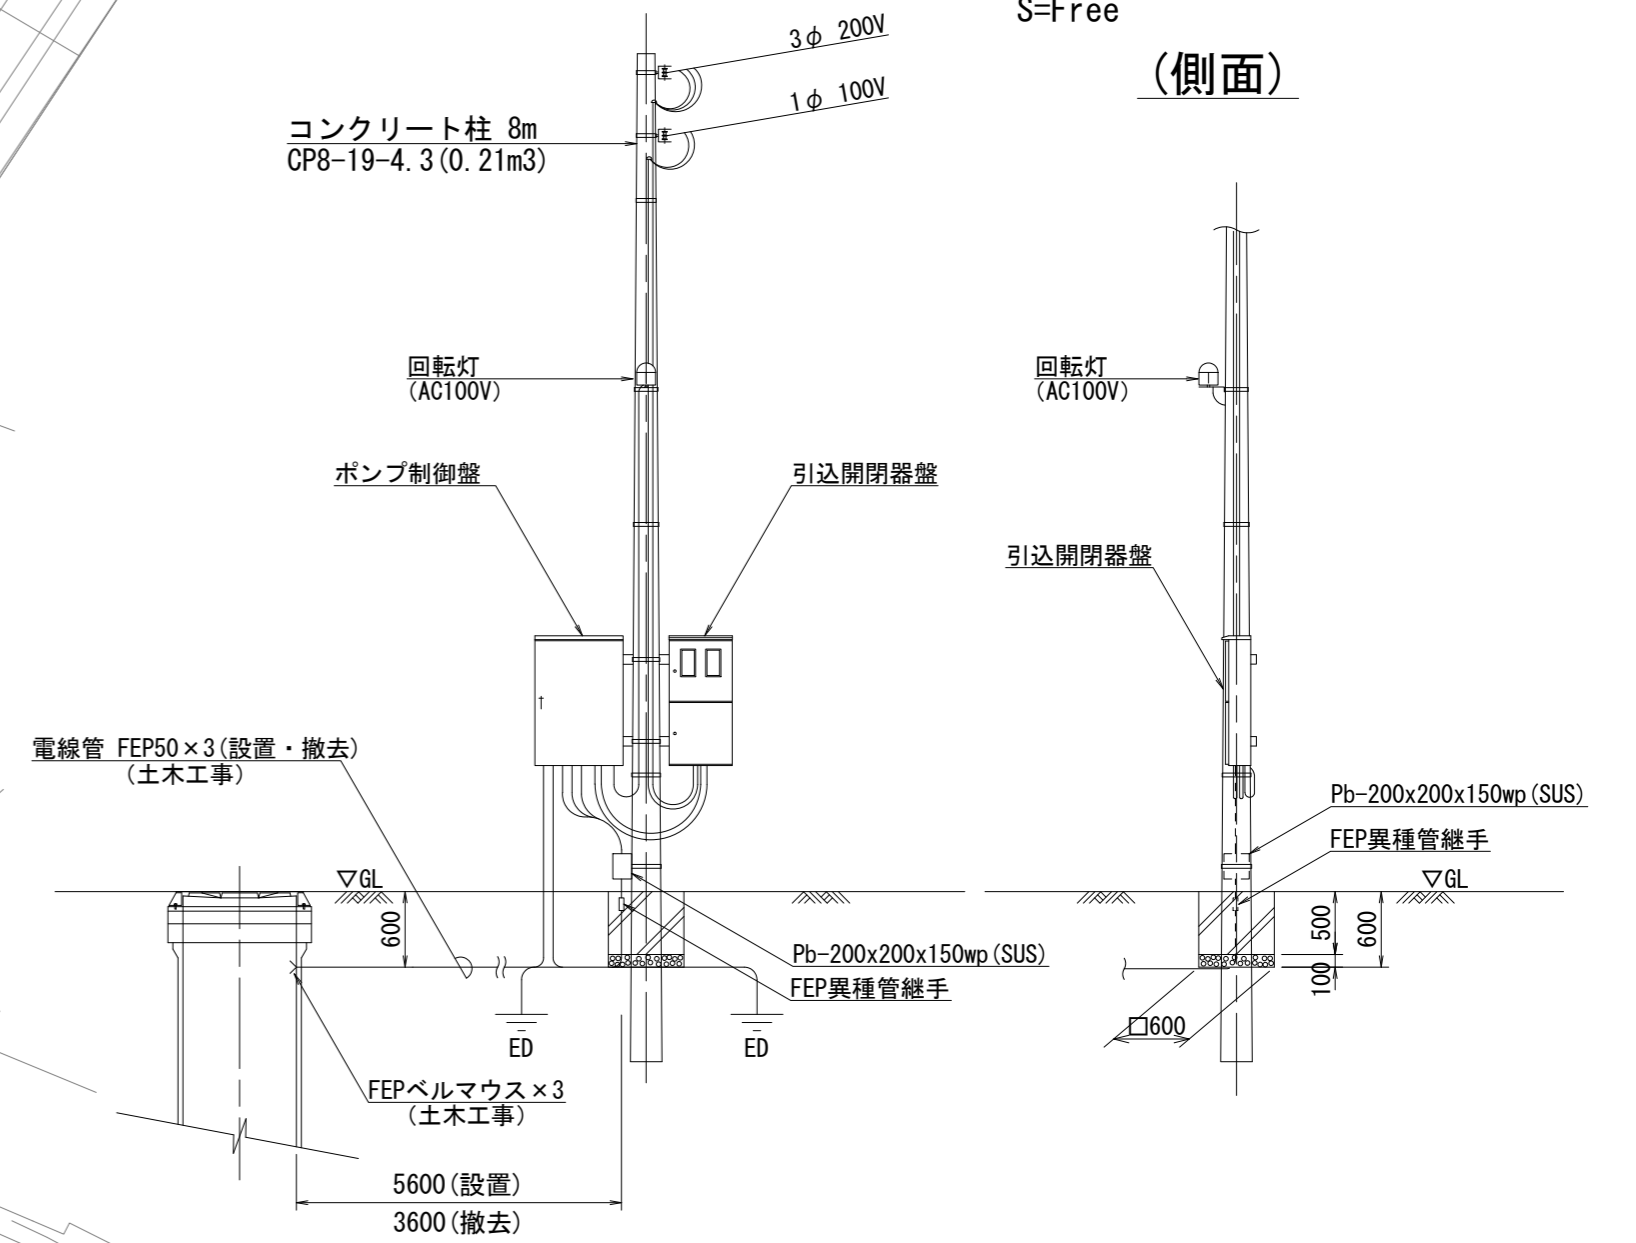 S=Free
(側面)
3φ 200V
1φ 100V
コンクリート柱 8m
CP8-19-4.3(0.21m3)
回転灯
(AC100V)
回転灯
(AC100V)
ポンプ制御盤
引込開閉器盤
引込開閉器盤
電線管 FEP50×3(設置・撤去)
(土木工事)
Pb-200x200x150wp(SUS)
FEP異種管継手
▽GL
▽GL
600
500
600
100
Pb-200x200x150wp(SUS)
FEP異種管継手
□600
ED
ED
FEPベルマウス×3
(土木工事)
5600(設置)
3600(撤去)